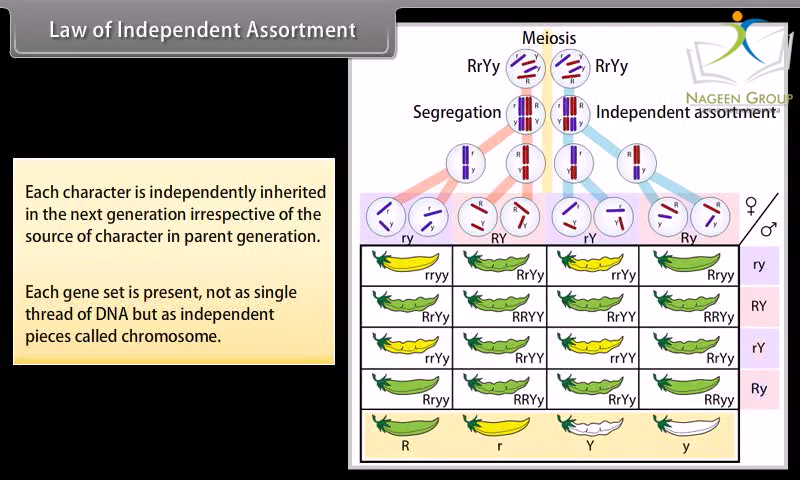 Law of Independent Assortment
Each character is independently inherited
in the next generation irrespective of the
source of character in parent generation.
Each gene set is present, not as single
thread of DNA but as independent
pieces called chromosome.
NAGEEN GROUP
Meiosis
RrYy RrYy
Segregation Independent assortment
ry RY rY Ry ♀/♂
rryy RrYy rrYy Rryy ry
RrYy RRYY RrYY RRYy RY
rrYy RrYY rrYY RrYy rY
Rryy RRYy RrYy RRyy Ry
R r Y y